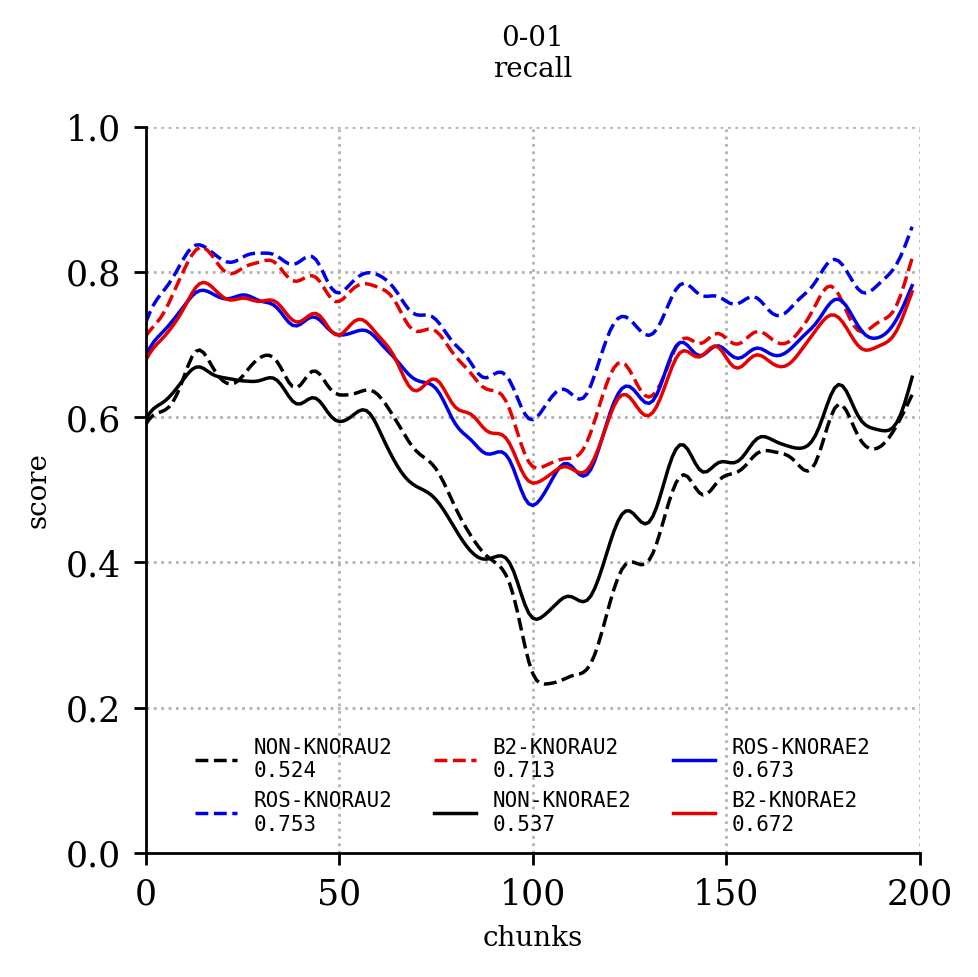 0-01
recall
1.0
0.8
0.6
0.4
0.2
0.0
score
NON-KNORAU2
0.524
ROS-KNORAU2
0.753
B2-KNORAU2
0.713
NON-KNORAE2
0.537
ROS-KNORAE2
0.673
B2-KNORAE2
0.672
0 50 100 150 200
chunks